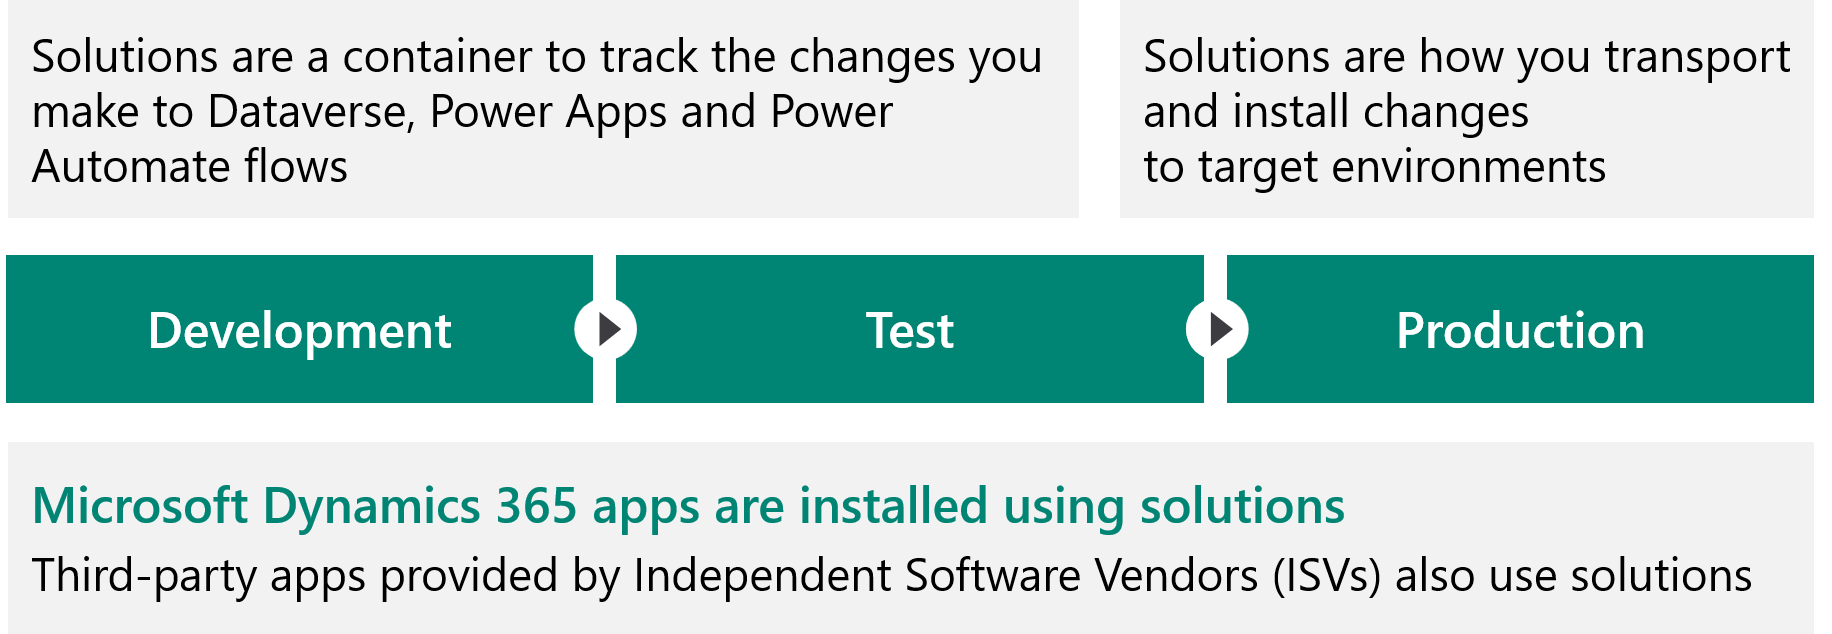 Solutions are a container to track the changes you
make to Dataverse, Power Apps and Power
Automate flows
Solutions are how you transport
and install changes
to target environments
Development
Test
Production
Microsoft Dynamics 365 apps are installed using solutions
Third-party apps provided by Independent Software Vendors (ISVs) also use solutions